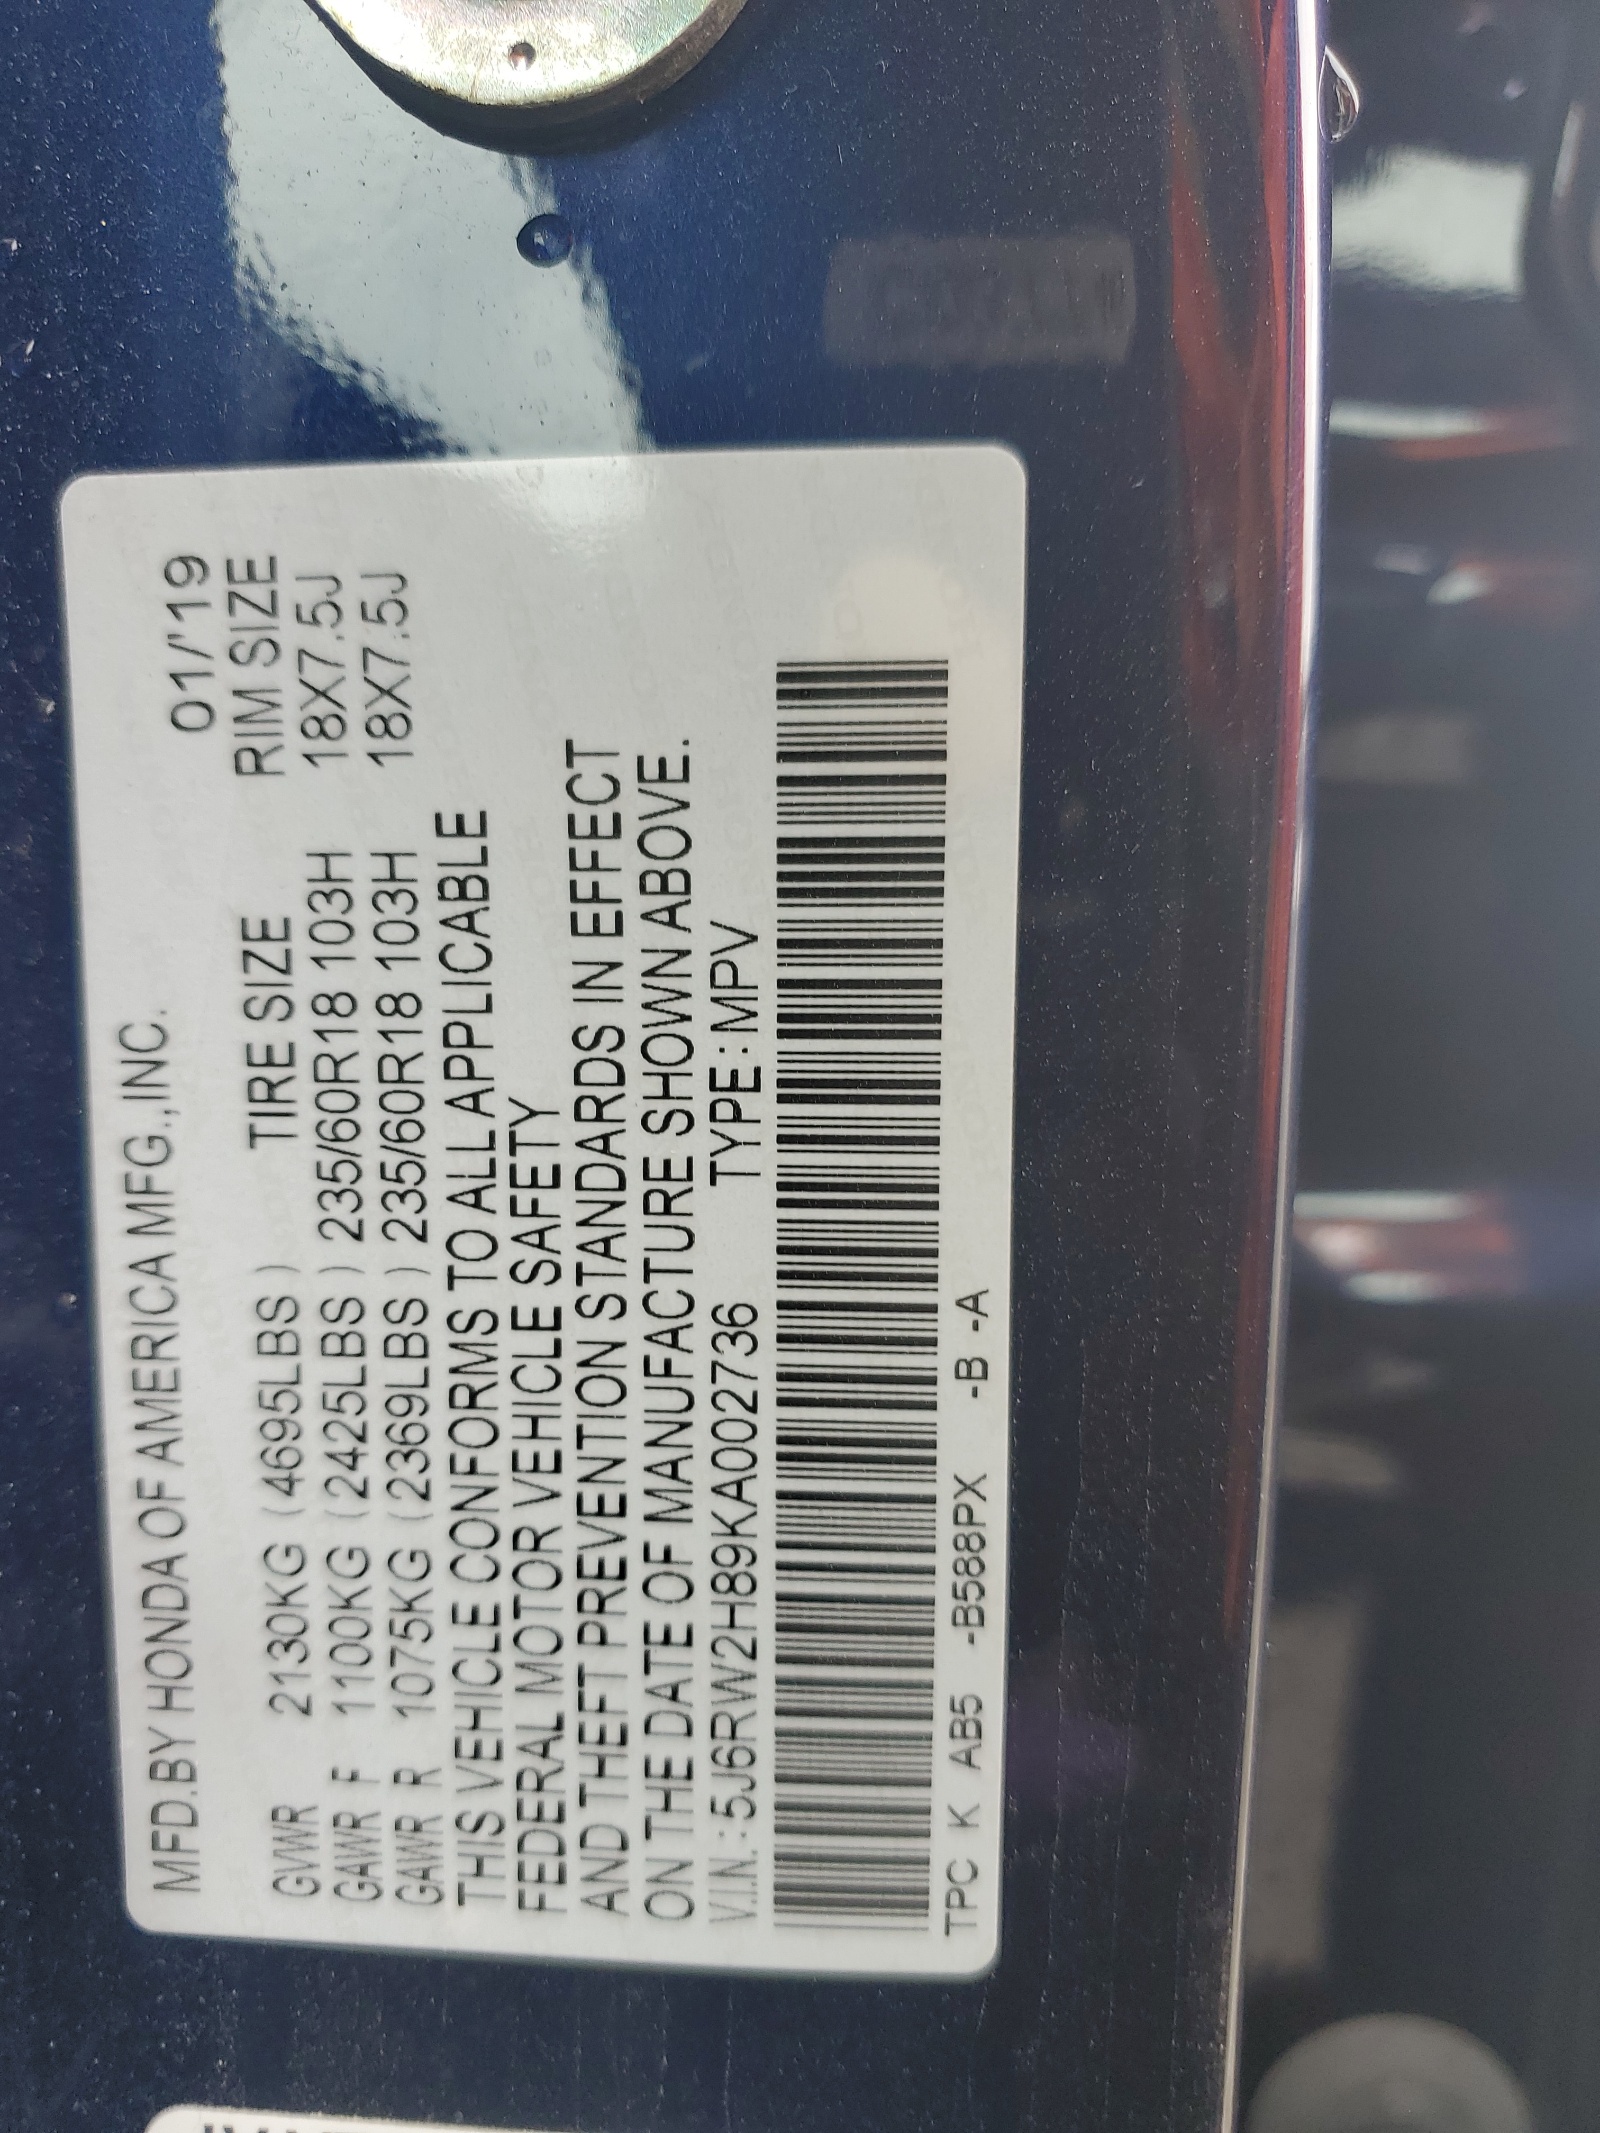 MFD.BY HONDA OF AMERICA MFG.,INC.
01/'19
GVWR 2130KG (4695LBS) TIRE SIZE RIM SIZE
GAWR F 1100KG (2425LBS) 235/60R18 103H 18X7.5J
GAWR R 1075KG (2369LBS) 235/60R18 103H 18X7.5J
THIS VEHICLE CONFORMS TO ALL APPLICABLE
FEDERAL MOTOR VEHICLE SAFETY
AND THEFT PREVENTION STANDARDS IN EFFECT
ON THE DATE OF MANUFACTURE SHOWN ABOVE.
V.I.N.:5J6RW2H89KA002736 TYPE:MPV
TPC K AB5 -B588PX -B -A